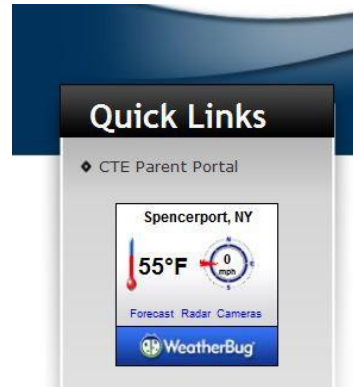 Quick Links
CTE Parent Portal
Spencerport, NY
55°F
N
0
mph
E
S
Forecast Radar Cameras
WeatherBug